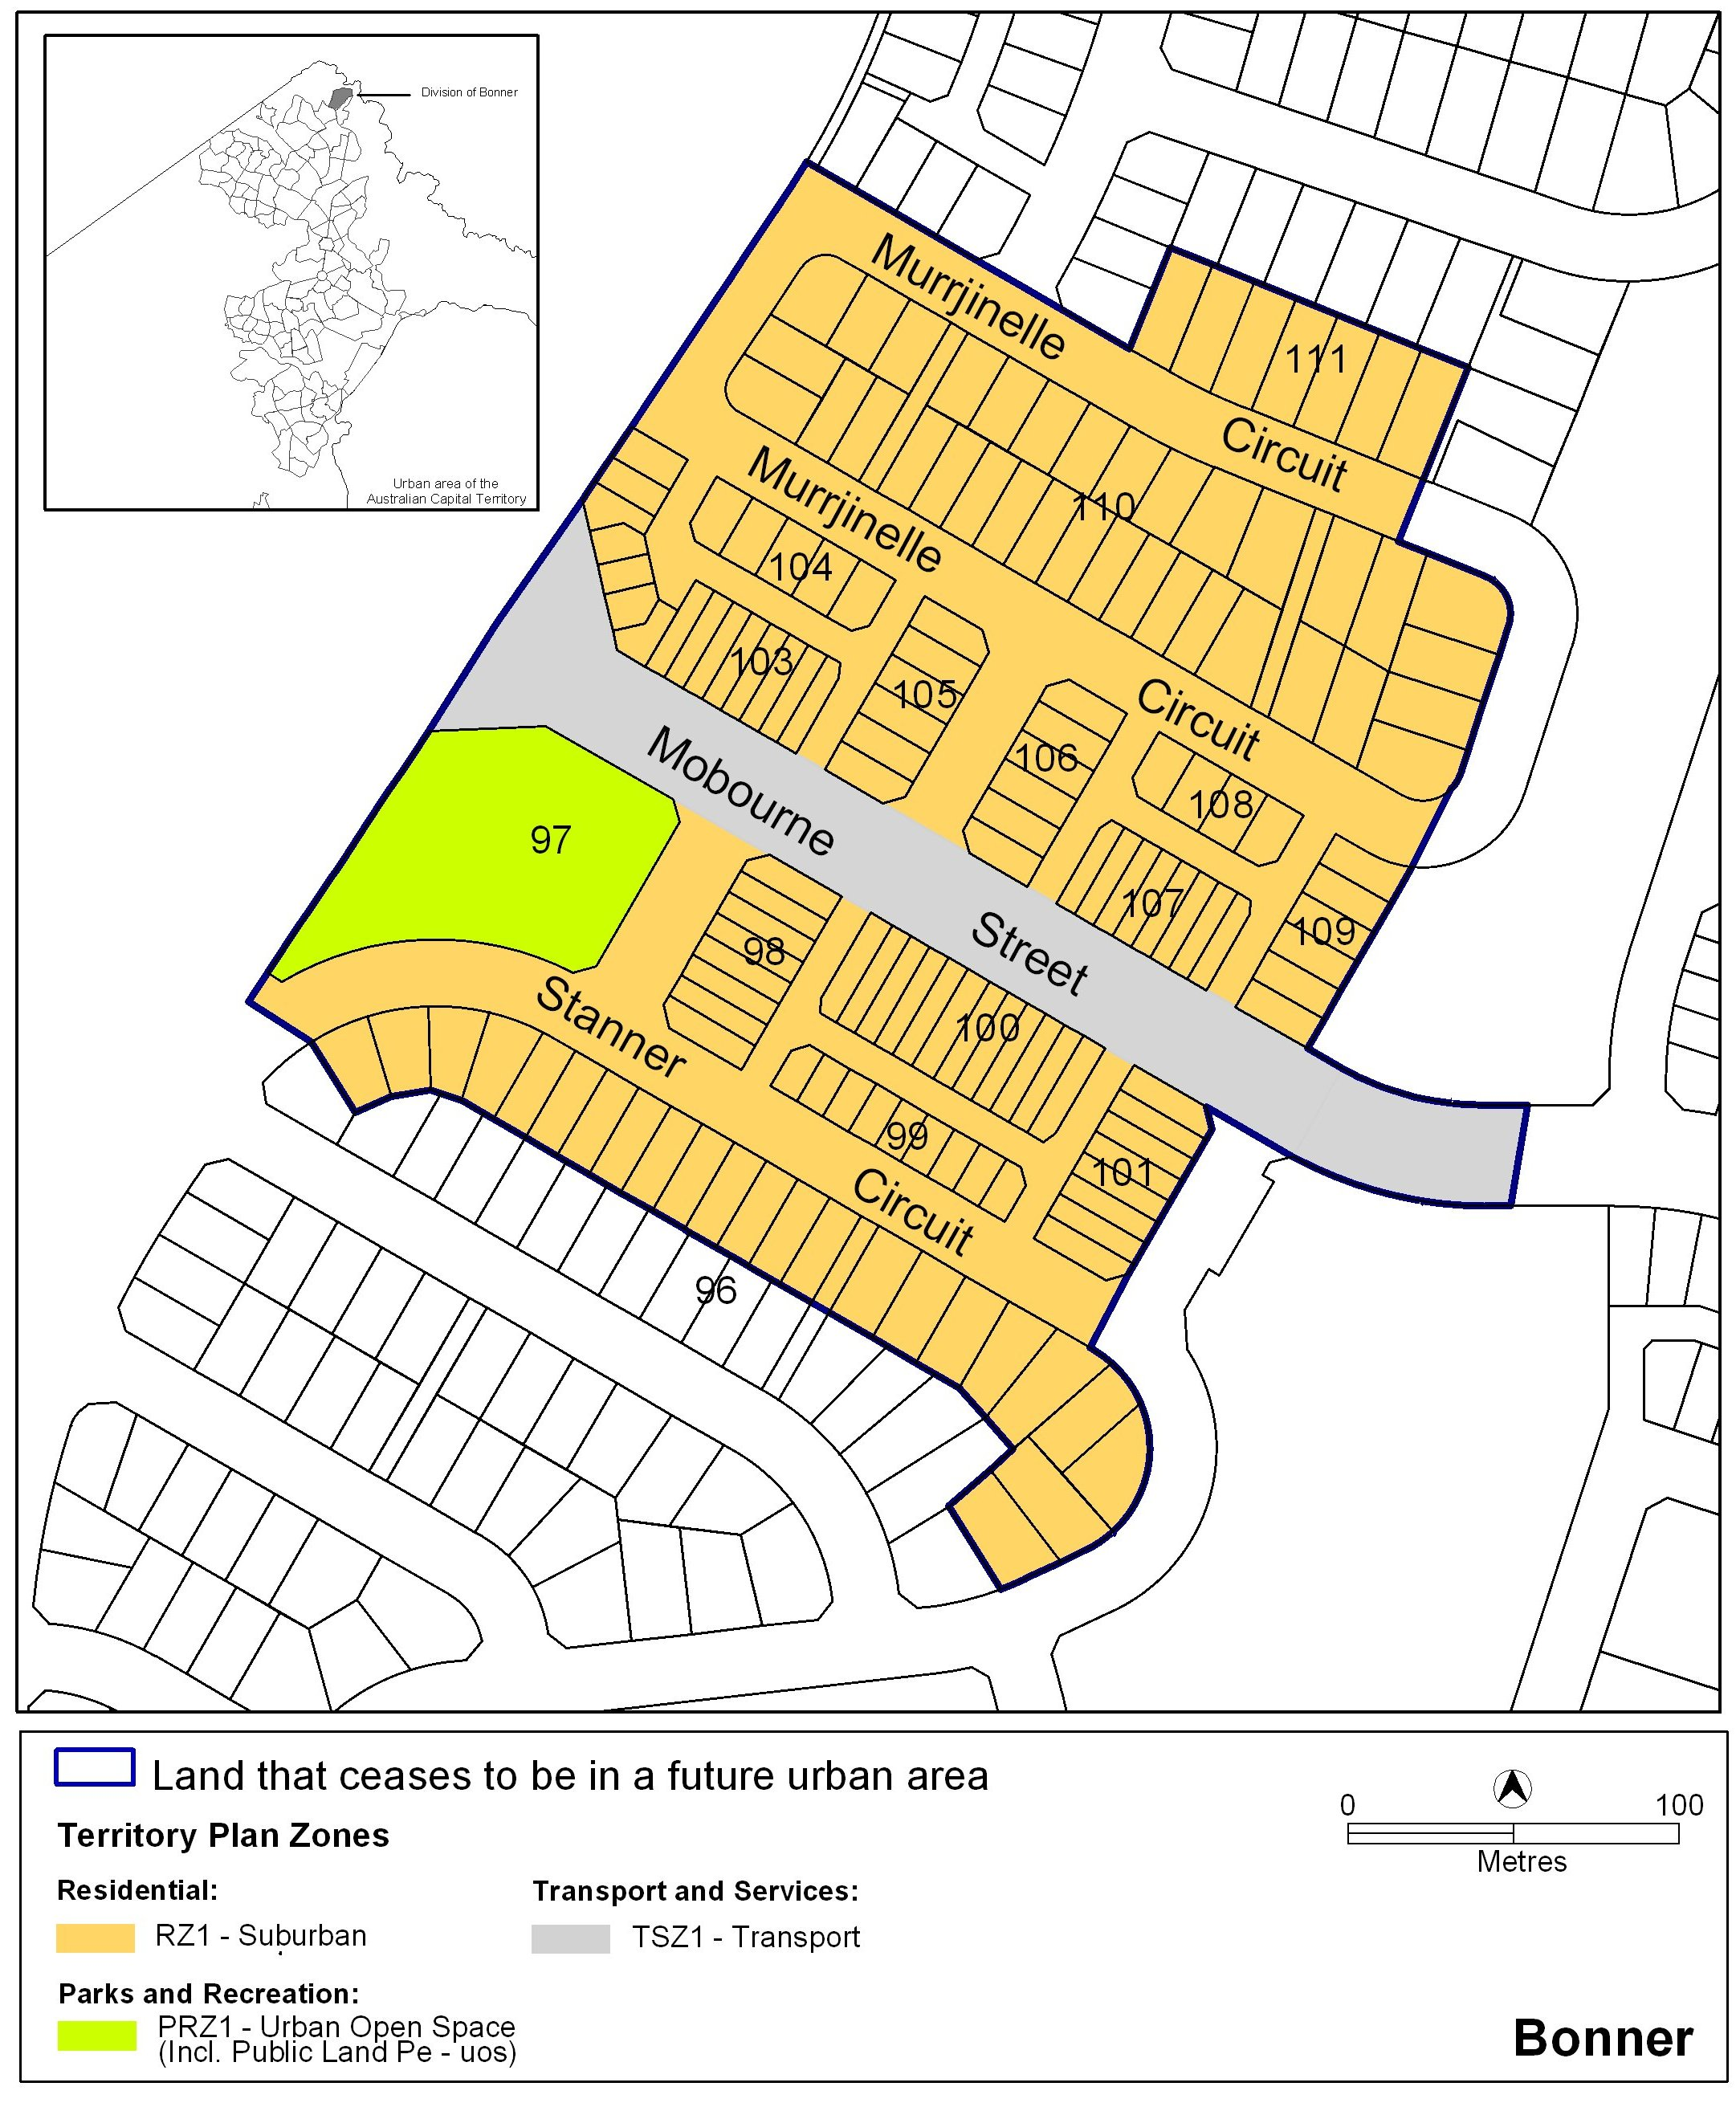 Division of Bonner
Urban area of the
Australian Capital Territory
Murrjinelle
Circuit
111
110
Murrjinelle
Circuit
104
103
105
106
108
107
109
97
Mobourne
Street
98
100
99
101
Stanner
Circuit
96
Land that ceases to be in a future urban area
Territory Plan Zones
Residential:
RZ1 - Suburban
Transport and Services:
TSZ1 - Transport
Parks and Recreation:
PRZ1 - Urban Open Space
(Incl. Public Land Pe - uos)
0 100
Metres
Bonner